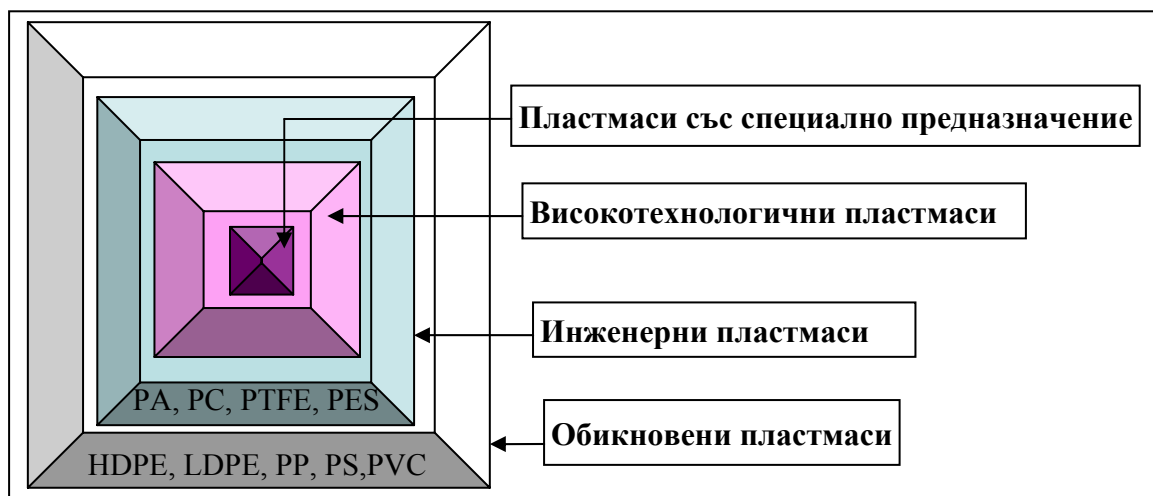 Пластмаси със специално предназначение
Високотехнологични пластмаси
Инженерни пластмаси
PA, PC, PTFE, PES
Обикновени пластмаси
HDPE, LDPE, PP, PS,PVC